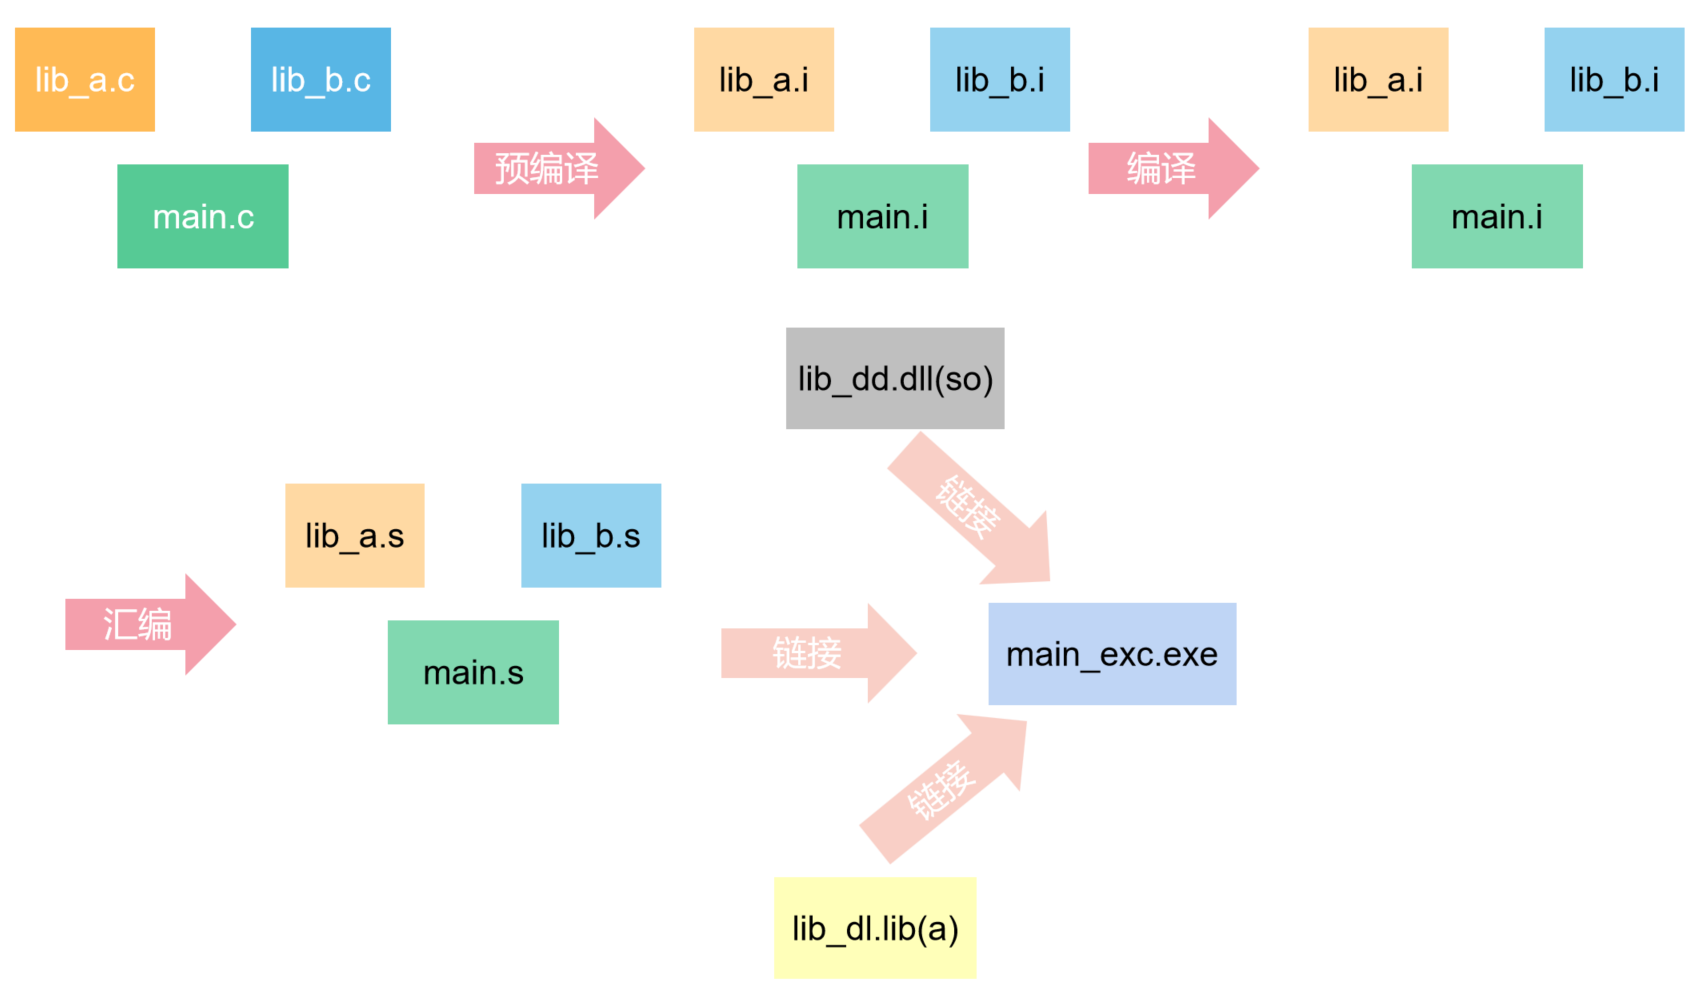 lib_a.c
lib_b.c
main.c
预编译
lib_a.i
lib_b.i
main.i
编译
lib_a.i
lib_b.i
main.i
lib_dd.dll(so)
链接
汇编
lib_a.s
lib_b.s
main.s
链接
main_exc.exe
链接
lib_dl.lib(a)